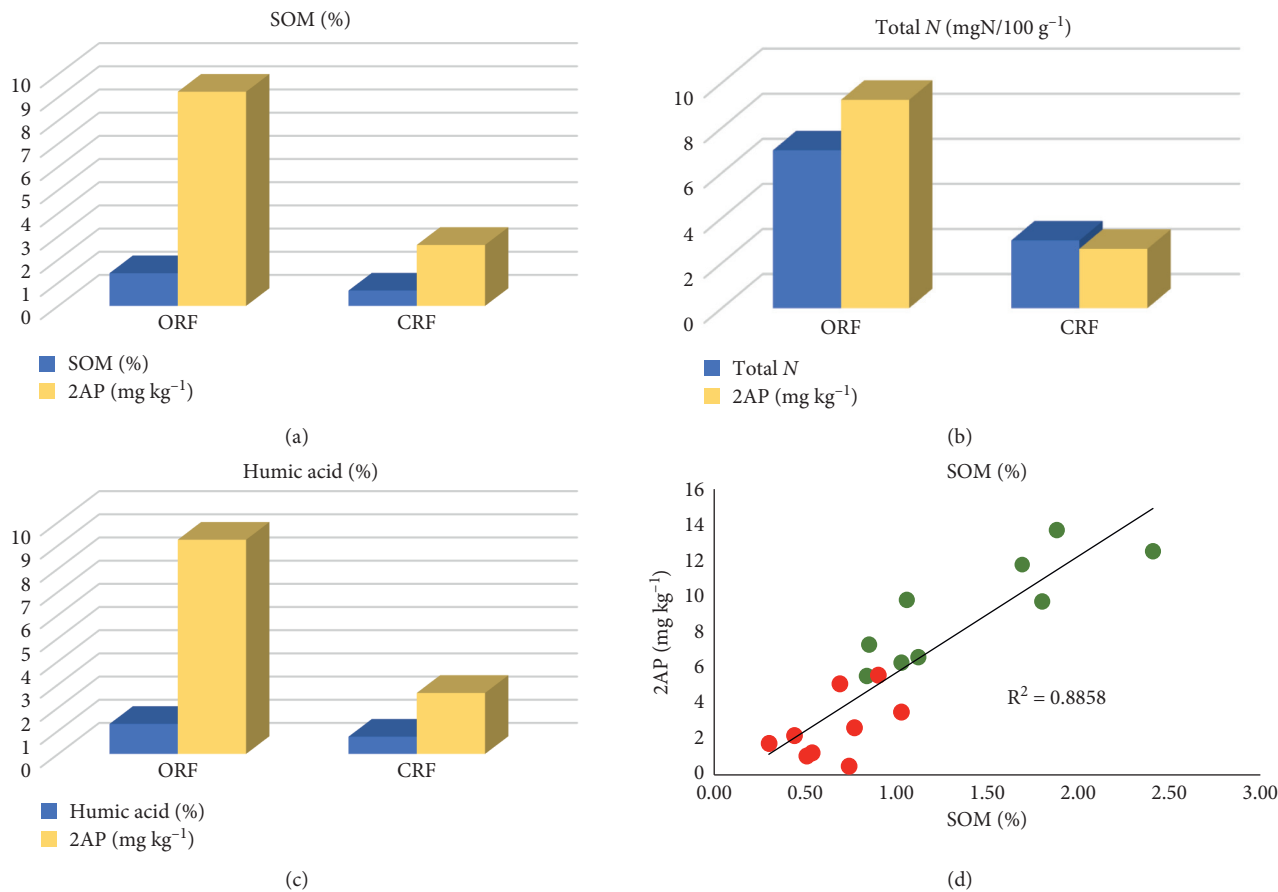 SOM (%)
10
9
8
7
6
5
4
3
2
1
0
ORF CRF
SOM (%)
2AP (mg kg⁻¹)
(a)
Total N (mgN/100 g⁻¹)
10
8
6
4
2
0
ORF CRF
Total N
2AP (mg kg⁻¹)
(b)
Humic acid (%)
10
9
8
7
6
5
4
3
2
1
0
ORF CRF
Humic acid (%)
2AP (mg kg⁻¹)
(c)
SOM (%)
2AP (mg kg⁻¹)
16
14
12
10
8
6
4
2
0
R² = 0.8858
0.00 0.50 1.00 1.50 2.00 2.50 3.00
SOM (%)
(d)